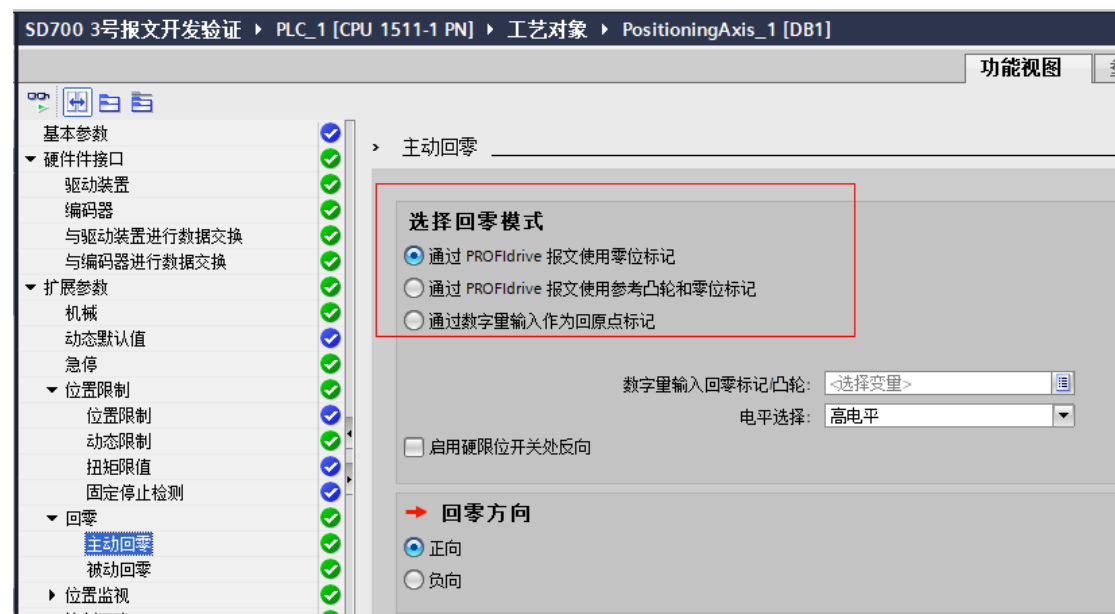 SD700 3号报文开发验证 ▸ PLC_1 [CPU 1511-1 PN] ▸ 工艺对象 ▸ PositioningAxis_1 [DB1]
功能视图
基本参数
硬件件接口
驱动装置
编码器
与驱动装置进行数据交换
与编码器进行数据交换
扩展参数
机械
动态默认值
急停
位置限制
位置限制
动态限制
扭矩限值
固定停止检测
回零
主动回零
被动回零
位置监视
主动回零
选择回零模式
通过 PROFIdrive 报文使用零位标记
通过 PROFIdrive 报文使用参考凸轮和零位标记
通过数字量输入作为回原点标记
数字量输入回零标记/凸轮: <选择变量>
电平选择: 高电平
启用硬限位开关处反向
回零方向
正向
负向